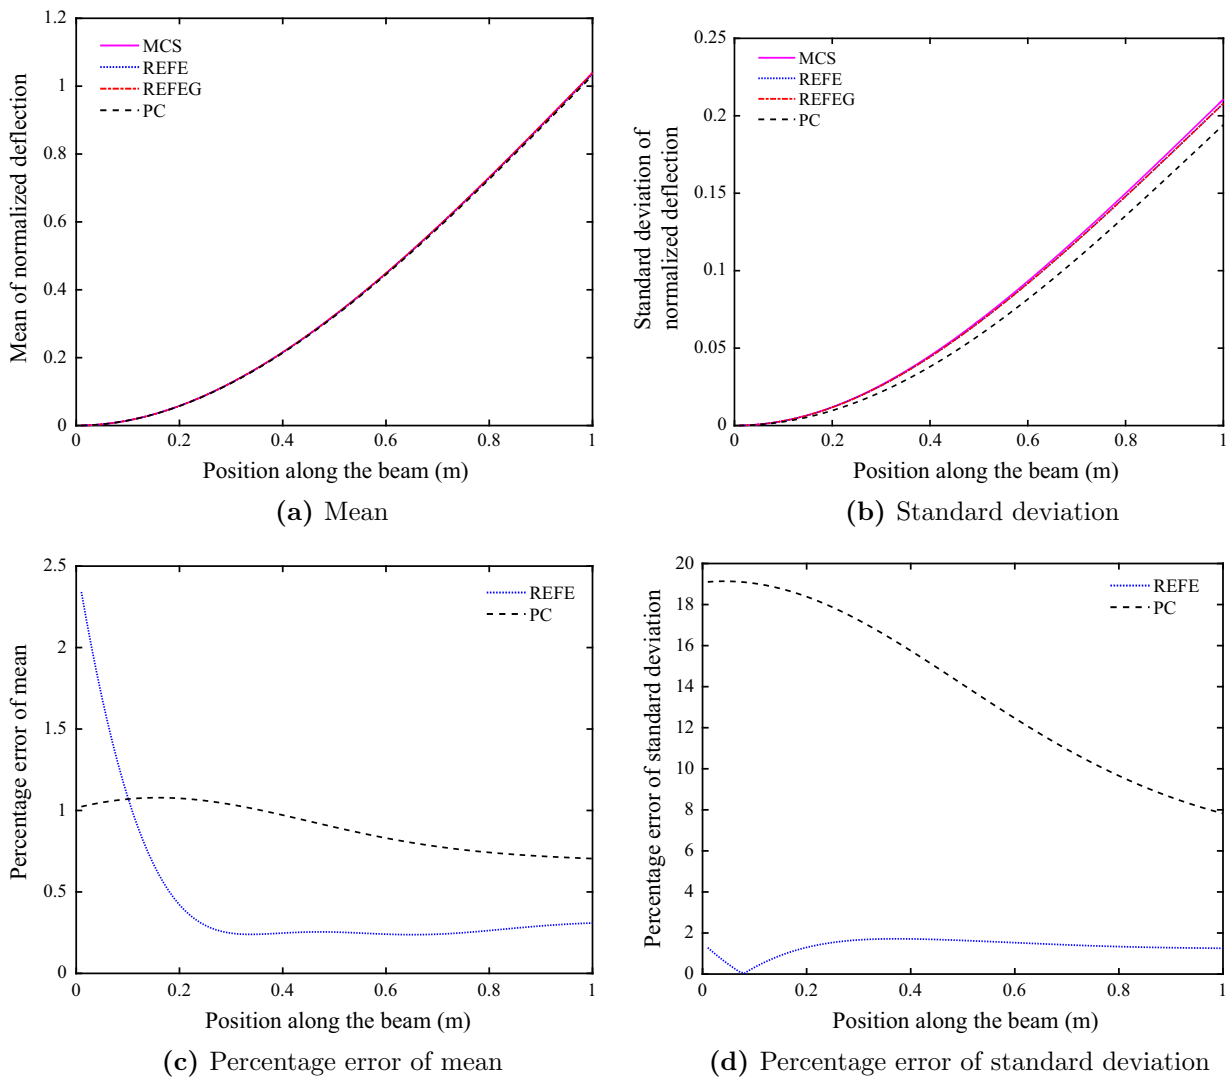 1.2
1
0.8
0.6
0.4
0.2
0
MCS
REFE
REFEG
PC
Mean of normalized deflection
0 0.2 0.4 0.6 0.8 1
Position along the beam (m)
(a) Mean
0.25
0.2
0.15
0.1
0.05
0
MCS
REFE
REFEG
PC
Standard deviation of
normalized deflection
0 0.2 0.4 0.6 0.8 1
Position along the beam (m)
(b) Standard deviation
2.5
2
1.5
1
0.5
0
REFE
PC
Percentage error of mean
0 0.2 0.4 0.6 0.8 1
Position along the beam (m)
(c) Percentage error of mean
20
18
16
14
12
10
8
6
4
2
0
REFE
PC
Percentage error of standard deviation
0 0.2 0.4 0.6 0.8 1
Position along the beam (m)
(d) Percentage error of standard deviation